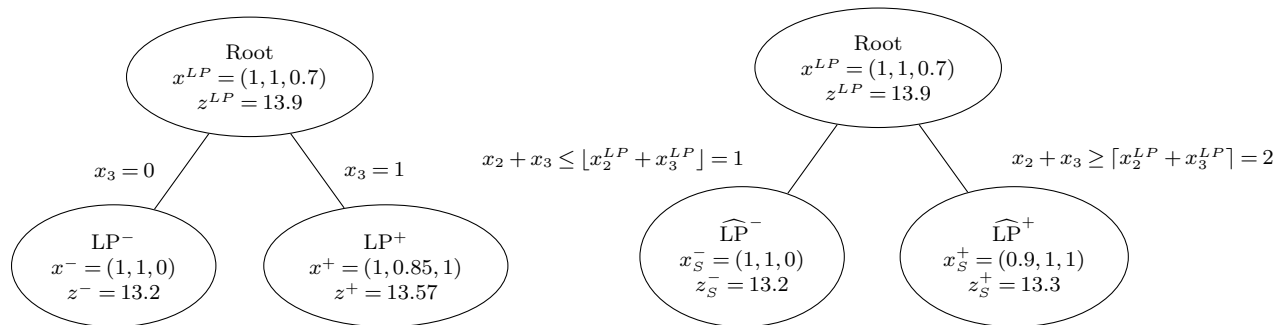 Root
x^{LP} = (1, 1, 0.7)
z^{LP} = 13.9
x_3 = 0
x_3 = 1
LP^-
x^- = (1, 1, 0)
z^- = 13.2
LP^+
x^+ = (1, 0.85, 1)
z^+ = 13.57
Root
x^{LP} = (1, 1, 0.7)
z^{LP} = 13.9
x_2 + x_3 ≤ ⌊x_2^{LP} + x_3^{LP}⌋ = 1
x_2 + x_3 ≥ ⌈x_2^{LP} + x_3^{LP}⌉ = 2
\widehat{LP}^-
x_S^- = (1, 1, 0)
z_S^- = 13.2
\widehat{LP}^+
x_S^+ = (0.9, 1, 1)
z_S^+ = 13.3